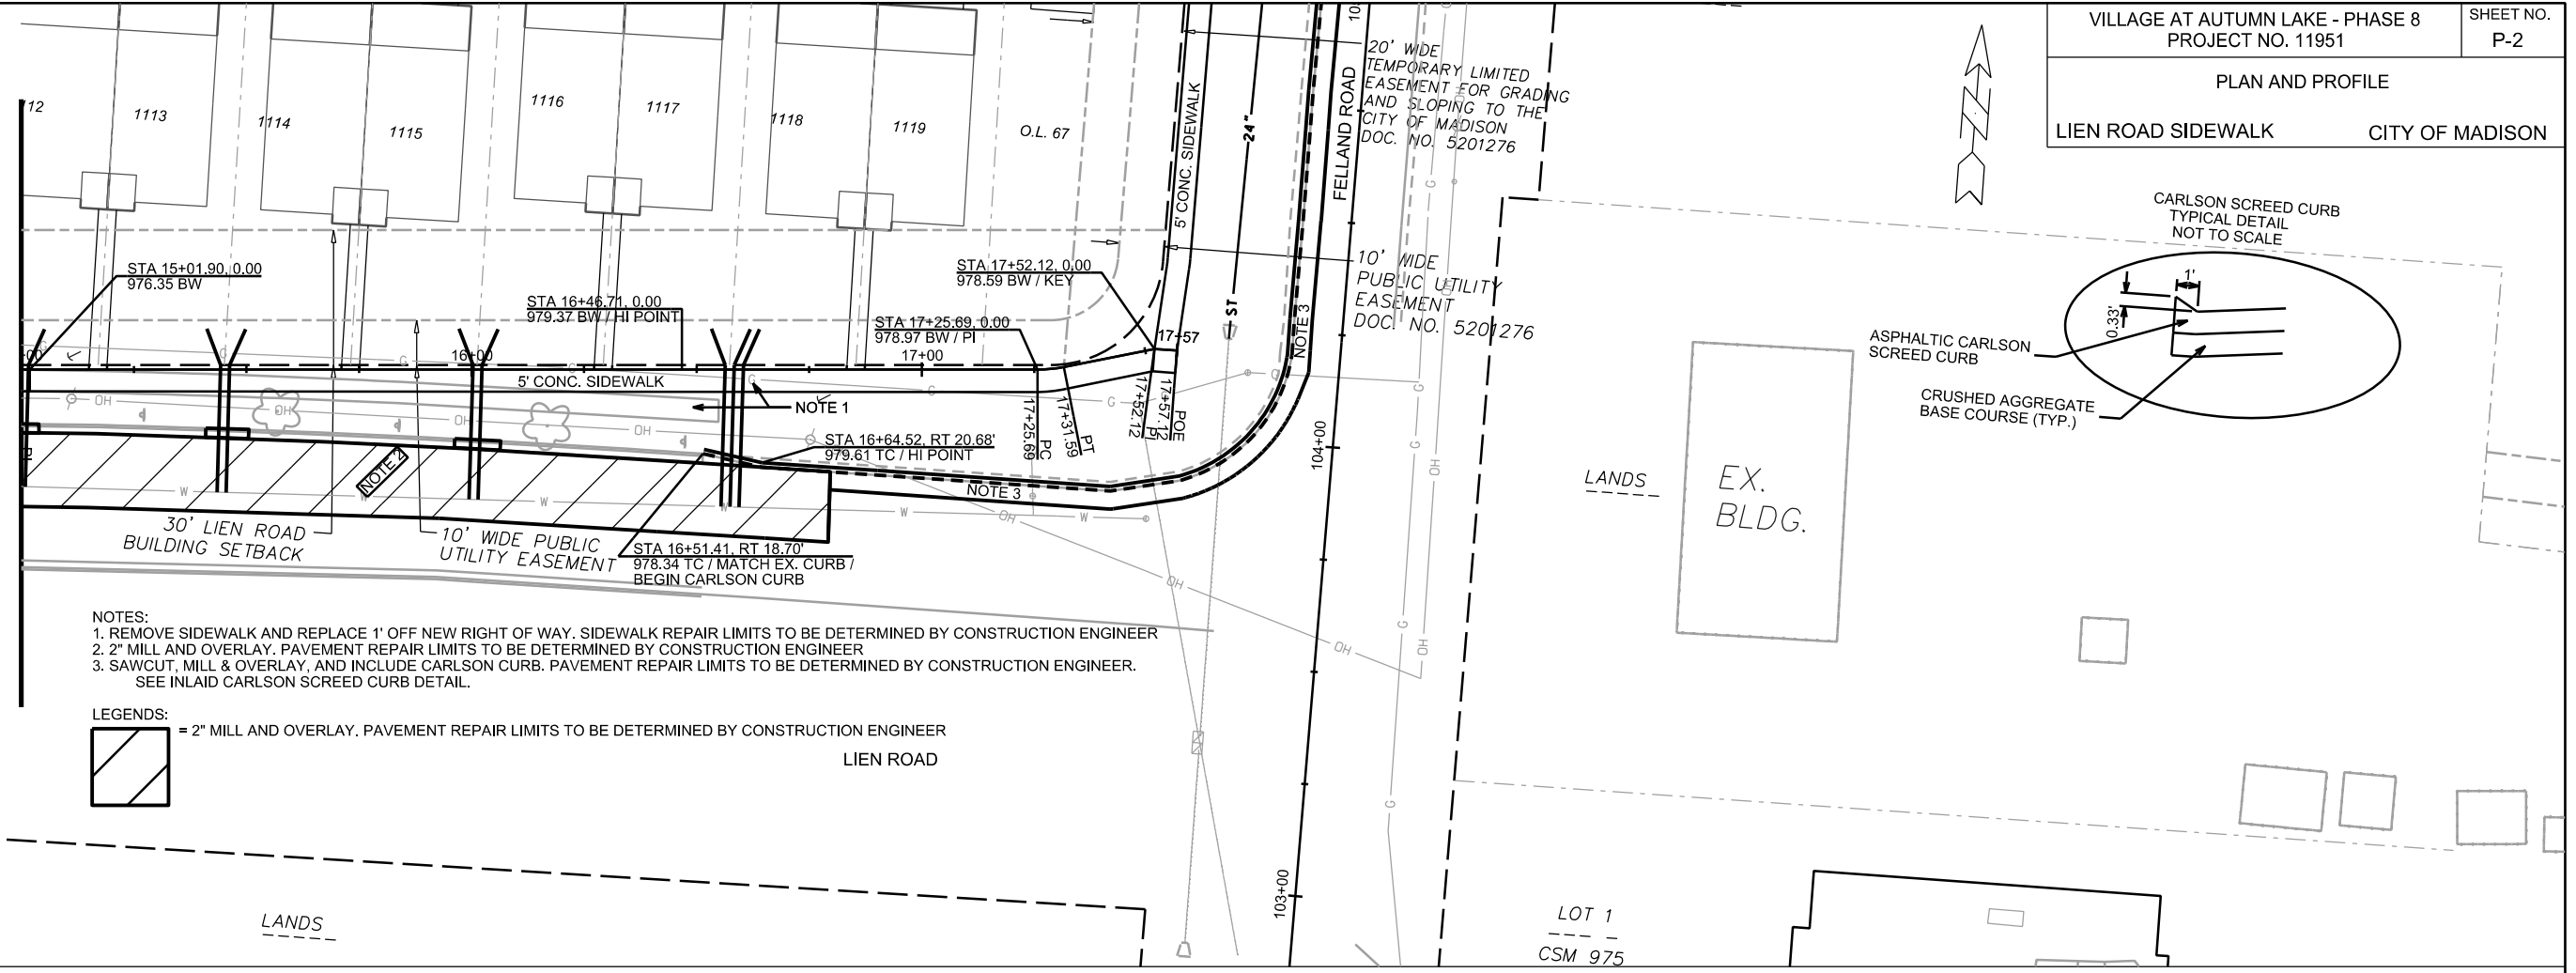 VILLAGE AT AUTUMN LAKE - PHASE 8
PROJECT NO. 11951
SHEET NO.
P-2
PLAN AND PROFILE
LIEN ROAD SIDEWALK
CITY OF MADISON
1113
1114
1115
1116
1117
1118
1119
O.L. 67
20' WIDE
TEMPORARY LIMITED
EASEMENT FOR GRADING
AND SLOPING TO THE
CITY OF MADISON
DOC. NO. 5201276
5' CONC. SIDEWALK
24"
ST
FELLAND ROAD
10' WIDE
PUBLIC UTILITY
EASEMENT
DOC. NO. 5201276
CARLSON SCREED CURB
TYPICAL DETAIL
NOT TO SCALE
1'
0.33'
ASPHALTIC CARLSON
SCREED CURB
CRUSHED AGGREGATE
BASE COURSE (TYP.)
STA 15+01.90, 0.00
976.35 BW
STA 16+46.71, 0.00
979.37 BW / HI POINT
STA 17+25.69, 0.00
978.97 BW / PI
STA 17+52.12, 0.00
978.59 BW / KEY
16+00
17+00
17+57
5' CONC. SIDEWALK
NOTE 1
NOTE 2
NOTE 3
NOTE 3
17+25.69
PC
17+31.59
PT
17+52.12
PI
17+57.12
POE
STA 16+64.52, RT 20.68'
979.61 TC / HI POINT
STA 16+51.41, RT 18.70'
978.34 TC / MATCH EX. CURB /
BEGIN CARLSON CURB
30' LIEN ROAD
BUILDING SETBACK
10' WIDE PUBLIC
UTILITY EASEMENT
104+00
103+00
LANDS
EX.
BLDG.
NOTES:
1. REMOVE SIDEWALK AND REPLACE 1' OFF NEW RIGHT OF WAY. SIDEWALK REPAIR LIMITS TO BE DETERMINED BY CONSTRUCTION ENGINEER
2. 2" MILL AND OVERLAY. PAVEMENT REPAIR LIMITS TO BE DETERMINED BY CONSTRUCTION ENGINEER
3. SAWCUT, MILL & OVERLAY, AND INCLUDE CARLSON CURB. PAVEMENT REPAIR LIMITS TO BE DETERMINED BY CONSTRUCTION ENGINEER.
SEE INLAID CARLSON SCREED CURB DETAIL.
LEGENDS:
= 2" MILL AND OVERLAY. PAVEMENT REPAIR LIMITS TO BE DETERMINED BY CONSTRUCTION ENGINEER
LIEN ROAD
LANDS
LOT 1
CSM 975